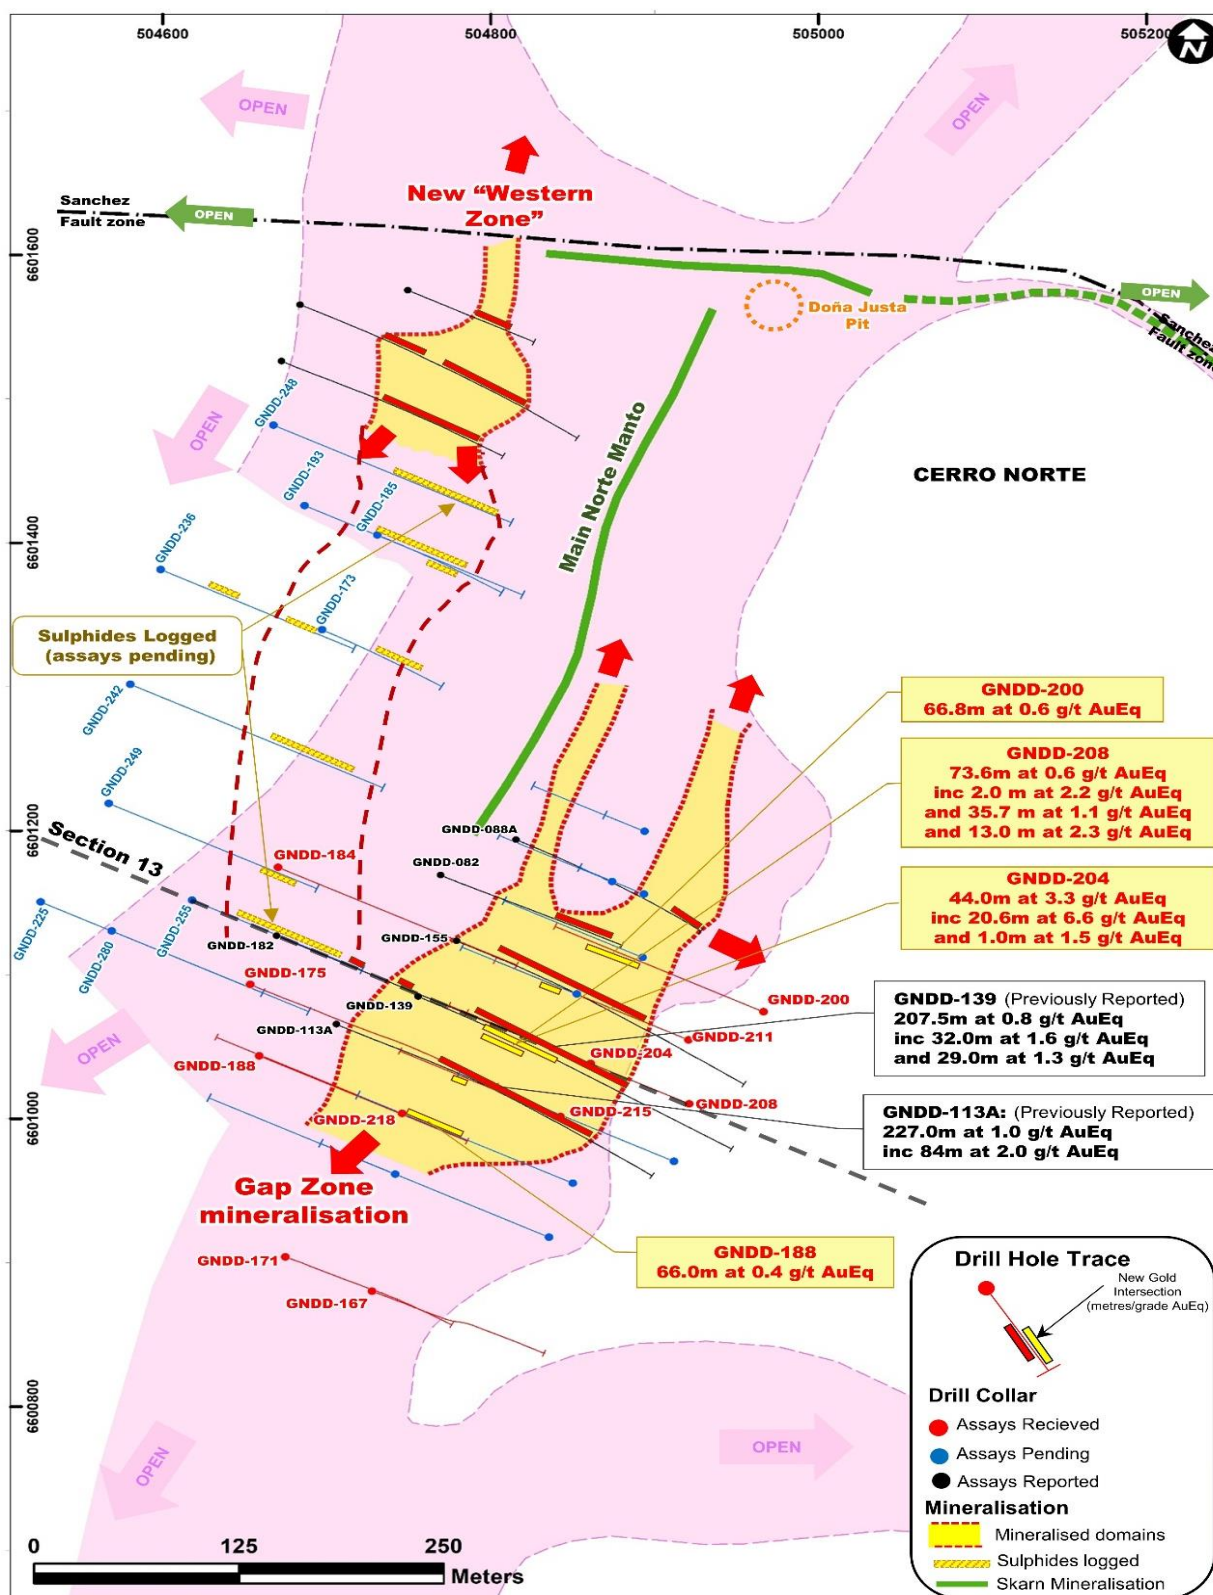 504600
504800
505000
505200
N
OPEN
OPEN
New "Western
Zone"
Sanchez
Fault zone
OPEN
6601600
OPEN
Doña Justa
Pit
Sanchez
Fault zone
GNDD-248
OPEN
Main Norte Manto
CERRO NORTE
GNDD-193
GNDD-185
GNDD-236
6601400
GNDD-173
Sulphides Logged
(assays pending)
GNDD-242
GNDD-249
GNDD-200
66.8m at 0.6 g/t AuEq
GNDD-208
73.6m at 0.6 g/t AuEq
inc 2.0 m at 2.2 g/t AuEq
and 35.7 m at 1.1 g/t AuEq
and 13.0 m at 2.3 g/t AuEq
6601200
Section 13
GNDD-088A
GNDD-184
GNDD-082
GNDD-204
44.0m at 3.3 g/t AuEq
inc 20.6m at 6.6 g/t AuEq
and 1.0m at 1.5 g/t AuEq
GNDD-225
GNDD-280
GNDD-255
GNDD-182
GNDD-155
GNDD-175
GNDD-139
GNDD-200
GNDD-113A
GNDD-211
GNDD-139 (Previously Reported)
207.5m at 0.8 g/t AuEq
inc 32.0m at 1.6 g/t AuEq
and 29.0m at 1.3 g/t AuEq
OPEN
GNDD-188
GNDD-204
GNDD-208
6601000
GNDD-218
GNDD-215
GNDD-113A: (Previously Reported)
227.0m at 1.0 g/t AuEq
inc 84m at 2.0 g/t AuEq
Gap Zone
mineralisation
GNDD-171
GNDD-167
GNDD-188
66.0m at 0.4 g/t AuEq
6600800
OPEN
OPEN
Drill Hole Trace
New Gold
Intersection
(metres/grade AuEq)
Drill Collar
Assays Recieved
Assays Pending
Assays Reported
Mineralisation
Mineralised domains
Sulphides logged
Skarn Mineralisation
0
125
250
Meters